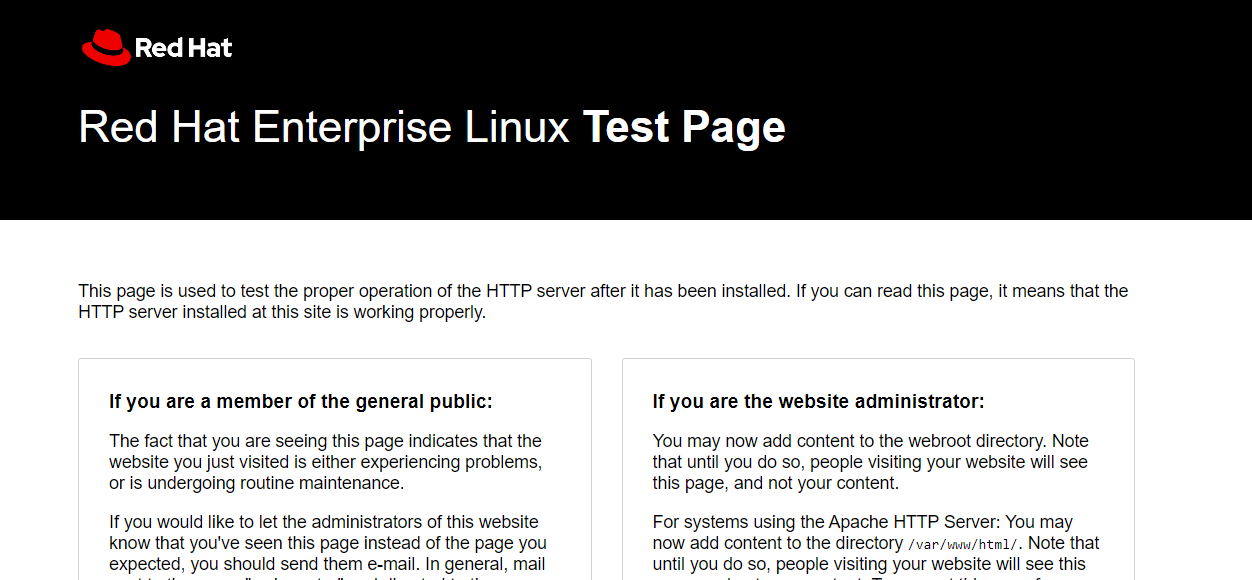 Red Hat
Red Hat Enterprise Linux Test Page
This page is used to test the proper operation of the HTTP server after it has been installed. If you can read this page, it means that the
HTTP server installed at this site is working properly.
If you are a member of the general public:
The fact that you are seeing this page indicates that the
website you just visited is either experiencing problems,
or is undergoing routine maintenance.
If you would like to let the administrators of this website
know that you've seen this page instead of the page you
expected, you should send them e-mail. In general, mail
If you are the website administrator:
You may now add content to the webroot directory. Note
that until you do so, people visiting your website will see
this page, and not your content.
For systems using the Apache HTTP Server: You may
now add content to the directory /var/www/html/. Note that
until you do so, people visiting your website will see this